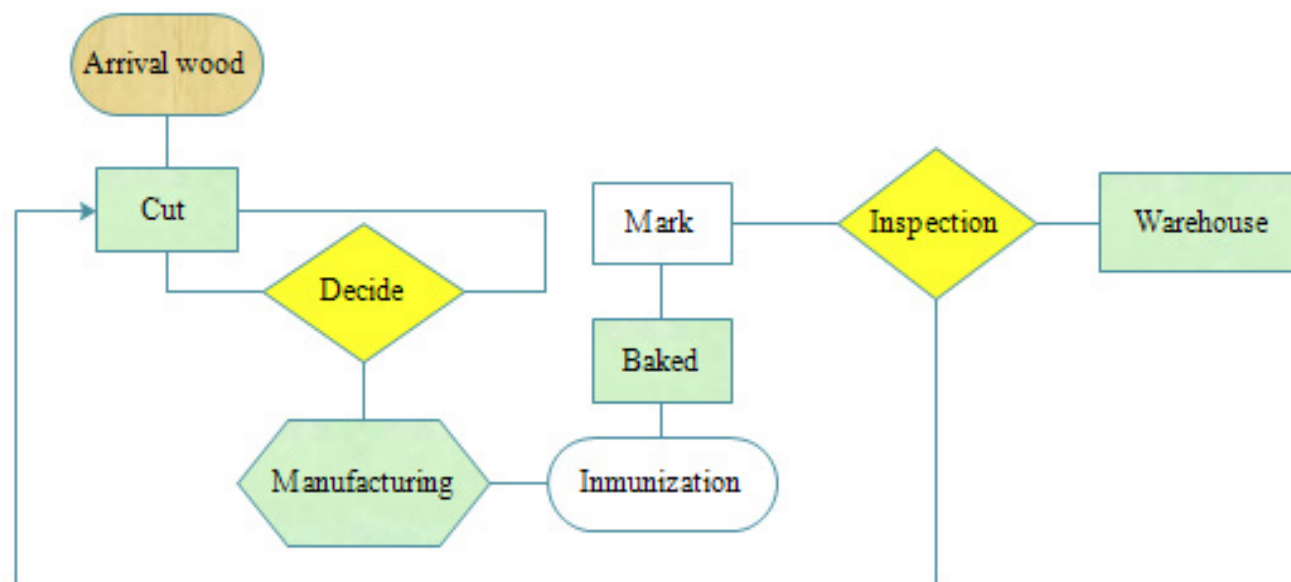 Arrival wood
Cut
Decide
Manufacturing
Inmunization
Baked
Mark
Inspection
Warehouse